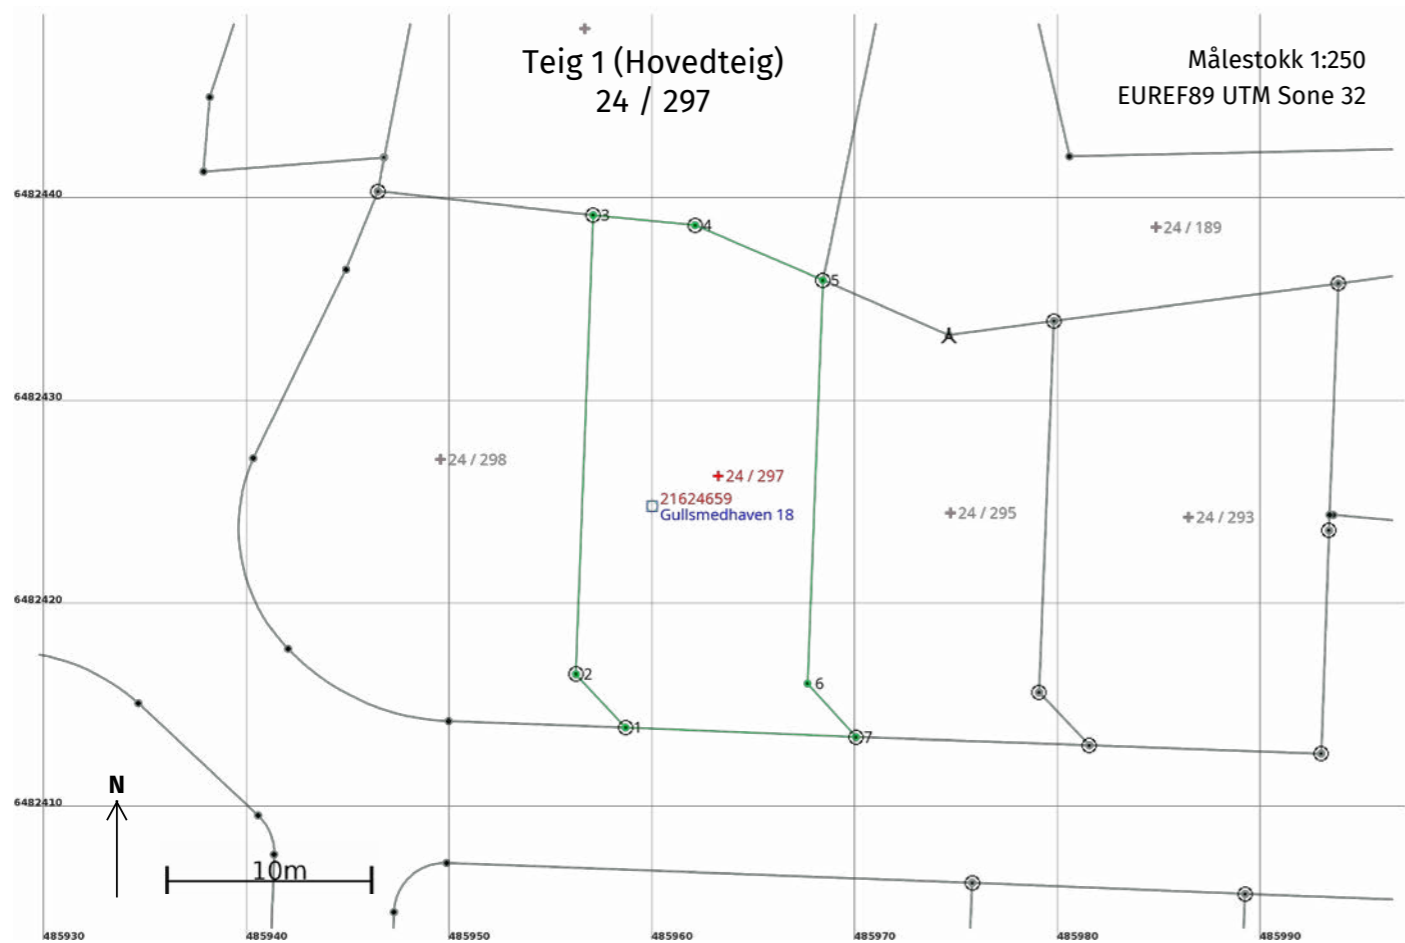 Teig 1 (Hovedteig)
24 / 297
Målestokk 1:250
EUREF89 UTM Sone 32
6482440
3
4
24 / 189
5
6482430
24 / 298
24 / 297
21624659
Gullsmedhaven 18
24 / 295
24 / 293
6482420
2
6
1
7
N
6482410
10m
485930
485940
485950
485960
485970
485980
485990